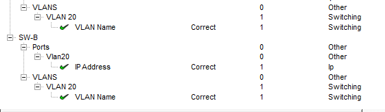 VLANS 0 Other
VLAN 20 1 Switching
VLAN Name Correct 1 Switching
SW-B
Ports 0 Other
Vlan20 0 Other
IP Address Correct 1 Ip
VLANS 0 Other
VLAN 20 1 Switching
VLAN Name Correct 1 Switching